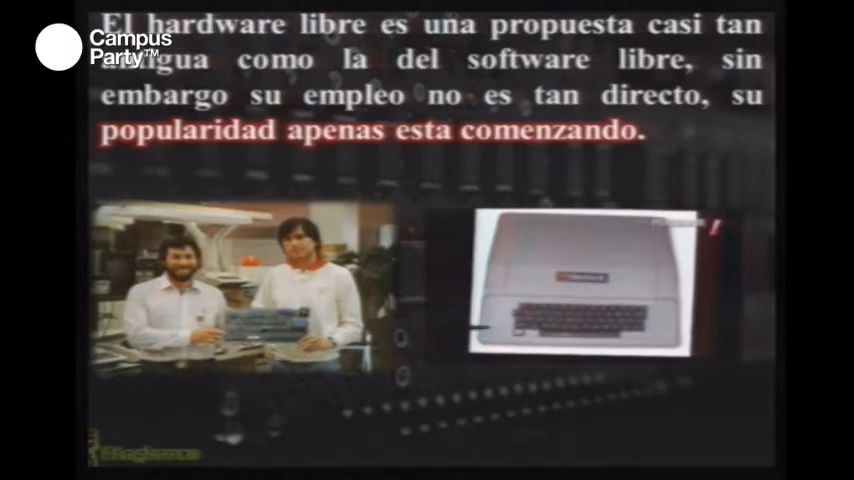 El hardware libre es una propuesta casi tan
antigua como la del software libre, sin
embargo su empleo no es tan directo, su
popularidad apenas esta comenzando.
Campus
Party™